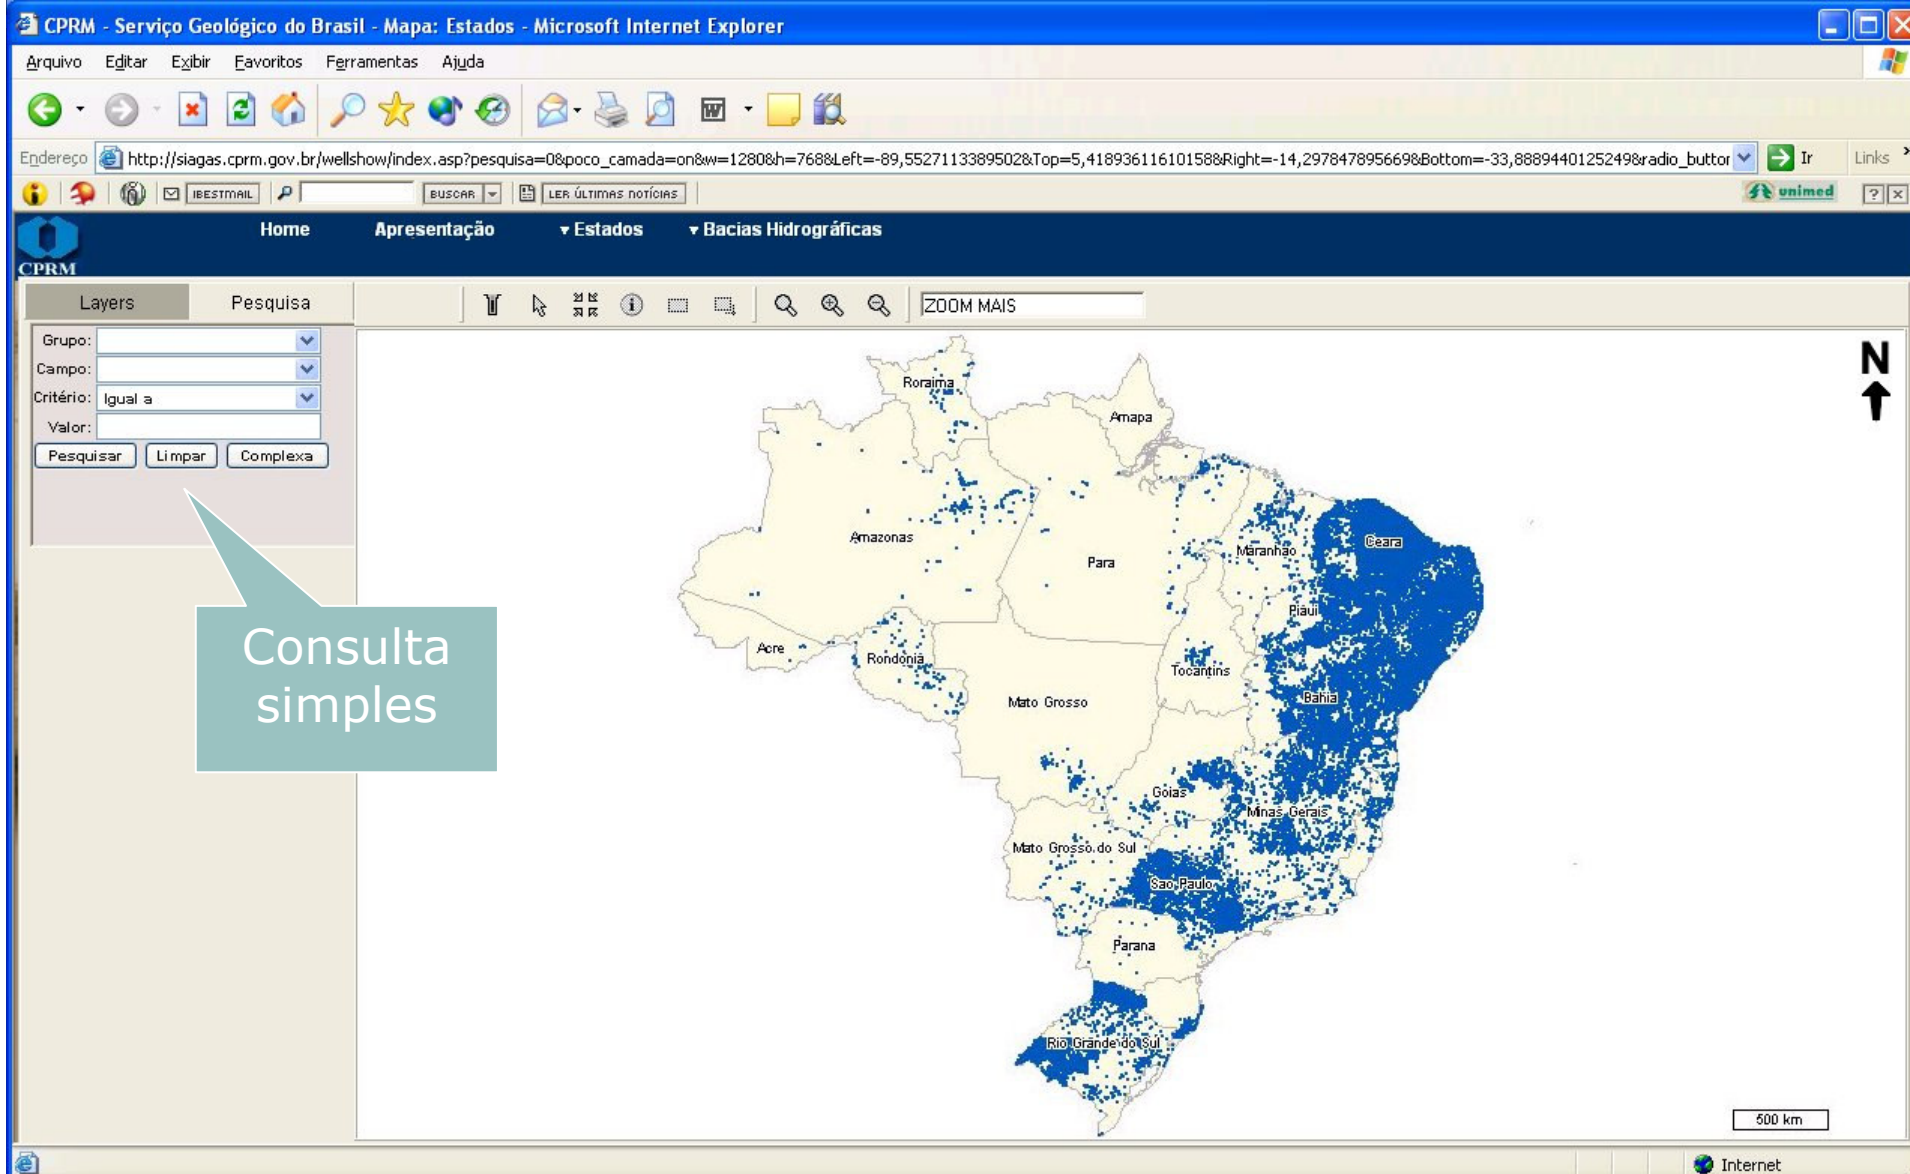 CPRM - Serviço Geológico do Brasil - Mapa: Estados - Microsoft Internet Explorer
Arquivo Editar Exibir Favoritos Ferramentas Ajuda
Endereço http://siagas.cprm.gov.br/wellshow/index.asp?pesquisa=0&poco_camada=on&w=1280&h=768&Left=-89,5527113389502&Top=5,41893611610158&Right=-14,297847895669&Bottom=-33,8889440125249&radio_buttor Ir Links
IBESTMAIL BUSCAR LER ÚLTIMAS NOTÍCIAS unimed
Home Apresentação Estados Bacias Hidrográficas
CPRM
Layers Pesquisa ZOOM MAIS
Grupo:
Campo:
Critério: Igual a
Valor:
Pesquisar Limpar Complexa
Consulta
simples
N
Roraima
Amapa
Amazonas
Para
Maranhao
Ceara
Piaui
Acre
Rondonia
Tocantins
Mato Grosso
Bahia
Goias
Minas Gerais
Mato Grosso do Sul
Sao Paulo
Parana
Rio Grande do Sul
500 km
Internet